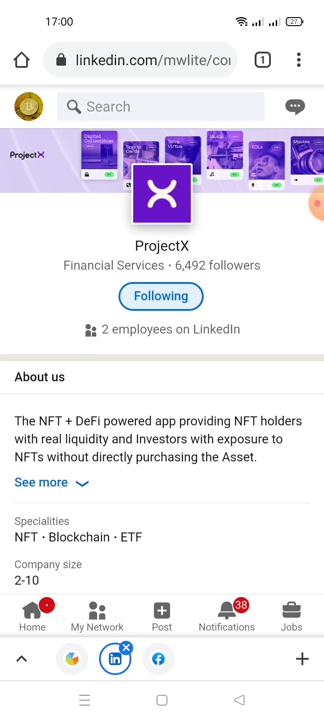 17:00
27
linkedin.com/mwlite/co
1
Search
ProjectX
Digital
Collectibles
Music
ProjectX
Financial Services • 6,492 followers
Following
2 employees on LinkedIn
About us
The NFT + DeFi powered app providing NFT holders
with real liquidity and Investors with exposure to
NFTs without directly purchasing the Asset.
See more
Specialities
NFT • Blockchain • ETF
Company size
2-10
38
Home
My Network
Post
Notifications
Jobs